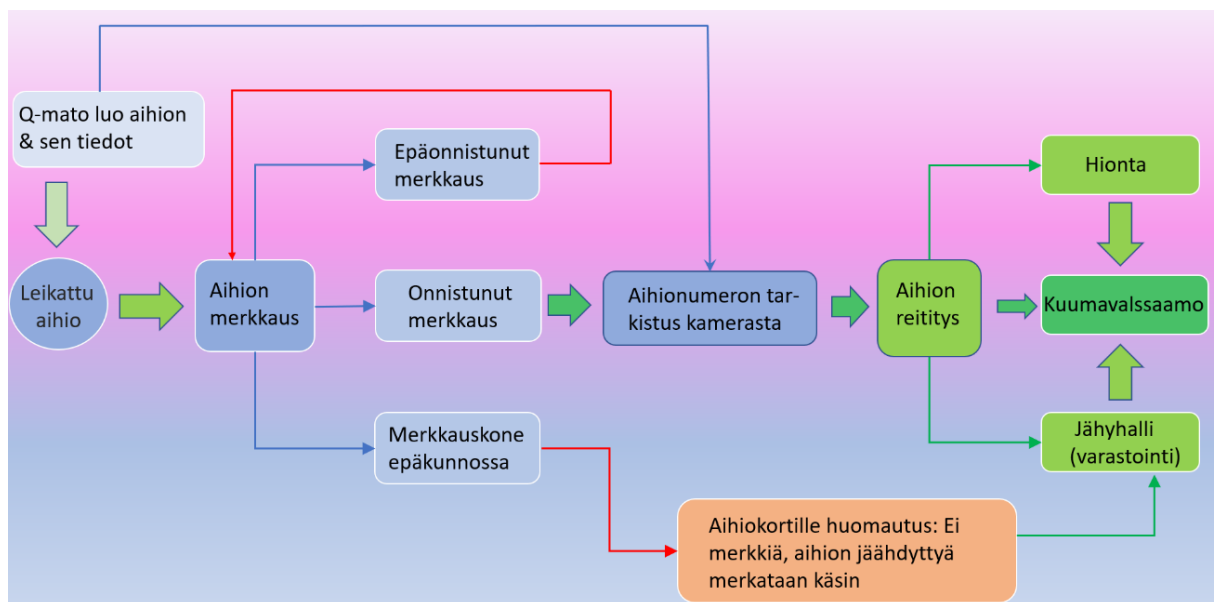 Q-mato luo aihion
& sen tiedot
Leikattu
aihio
Aihion
merkkaus
Epäonnistunut
merkkaus
Onnistunut
merkkaus
Merkkauskone
epäkunnossa
Aihionumeron tar-
kistus kamerasta
Aihiokortille huomautus: Ei
merkkiä, aihion jäähdyttyä
merkataan käsin
Aihion
reititys
Hionta
Kuumavalssaamo
Jähyhalli
(varastointi)